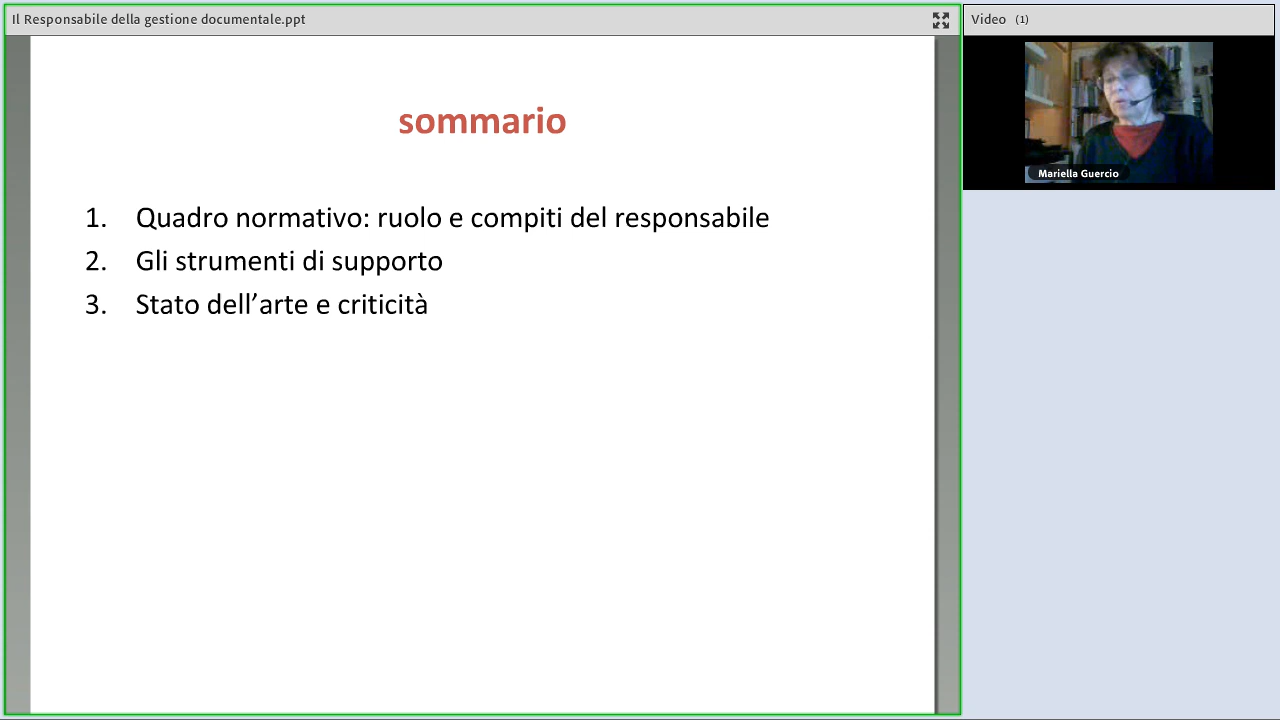 Il Responsabile della gestione documentale.ppt
Video (1)
Mariella Guercio
sommario
1. Quadro normativo: ruolo e compiti del responsabile
2. Gli strumenti di supporto
3. Stato dell’arte e criticità